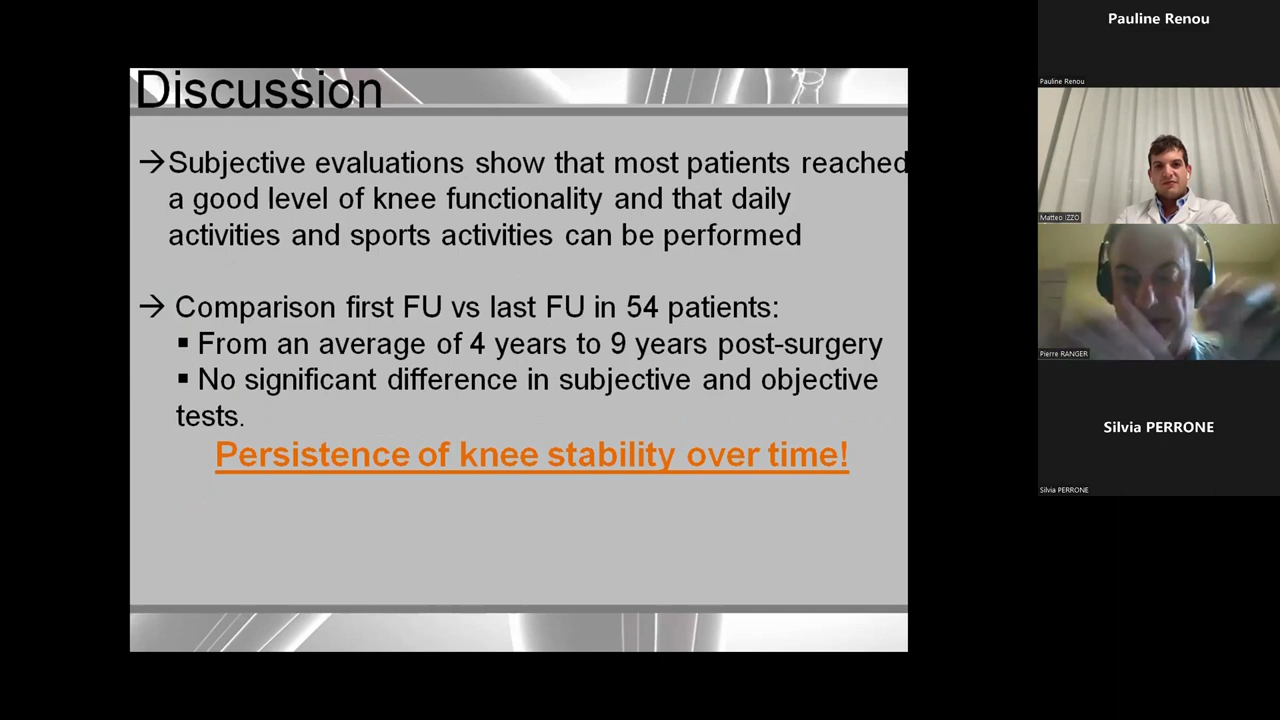 Discussion
→Subjective evaluations show that most patients reached
a good level of knee functionality and that daily
activities and sports activities can be performed
→ Comparison first FU vs last FU in 54 patients:
▪ From an average of 4 years to 9 years post-surgery
▪ No significant difference in subjective and objective
tests.
Persistence of knee stability over time!
Pauline Renou
Pauline Renou
Matteo IZZO
Pierre RANGER
Silvia PERRONE
Silvia PERRONE